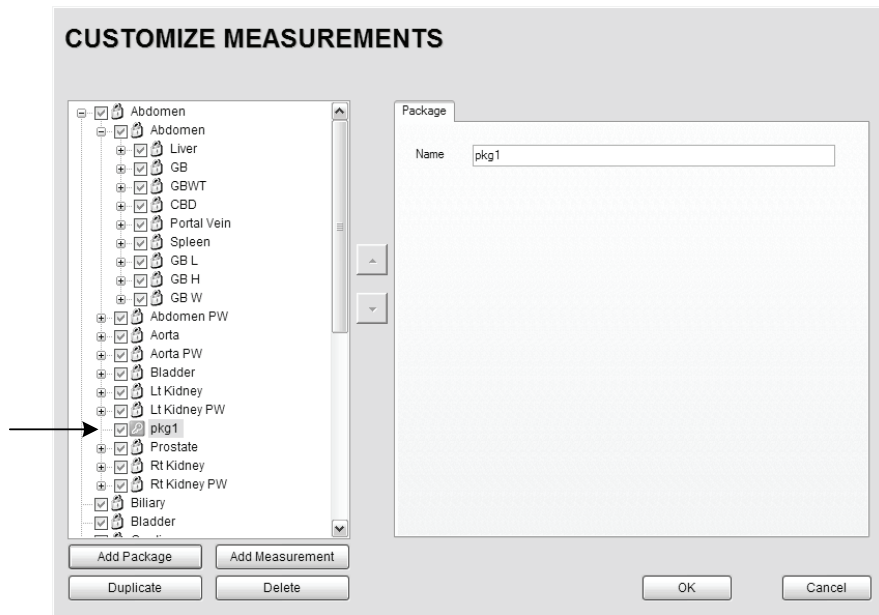 CUSTOMIZE MEASUREMENTS
Abdomen
Abdomen
Liver
GB
GBWT
CBD
Portal Vein
Spleen
GB L
GB H
GB W
Abdomen PW
Aorta
Aorta PW
Bladder
Lt Kidney
Lt Kidney PW
pkg1
Prostate
Rt Kidney
Rt Kidney PW
Biliary
Bladder
Add Package
Add Measurement
Duplicate
Delete
Package
Name pkg1
OK
Cancel